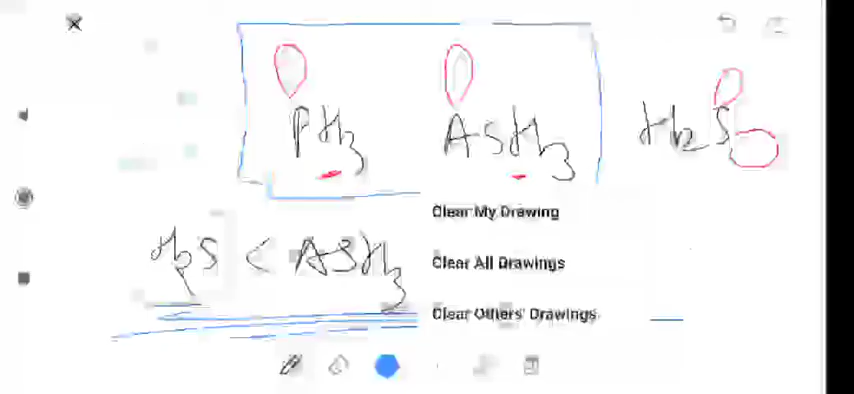 PH3 AsH3 H2S
H2S < AsH3
Clear My Drawing
Clear All Drawings
Clear Others' Drawings